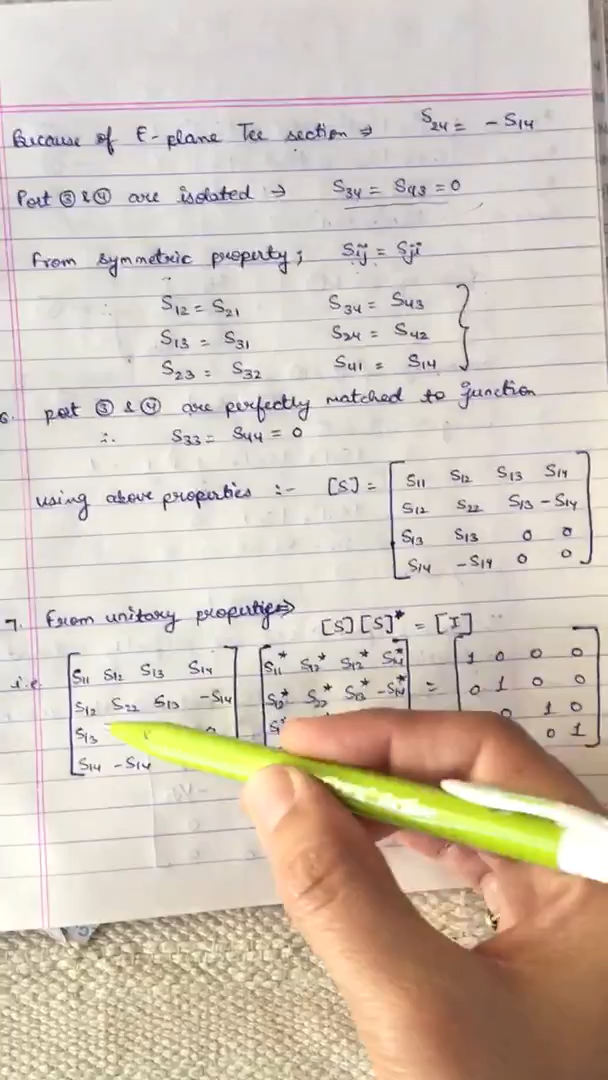 Because of E-plane Tee section ⇒ S24 = - S14
Port ③ & ④ are isolated :→ S34 = S43 = 0
From symmetric property; Sij = Sji
S12 = S21 S34 = S43
S13 = S31 S24 = S42
S23 = S32 S41 = S14
6. port ③ & ④ are perfectly matched to junction
∴ S33 = S44 = 0
using above properties :- [S] =
S11 S12 S13 S14
S12 S22 S13 -S14
S13 S13 0 0
S14 -S14 0 0
7. From unitary properties⇒
[S][S]* = [I]
i.e. S11 S12 S13 S14 S11* S12* S12* S14* = 1 0 0 0
S12 S22 S13 -S14 S12* S22* S13* -S14* 0 1 0 0
S13 0 1 0
S14 -S14 0 1